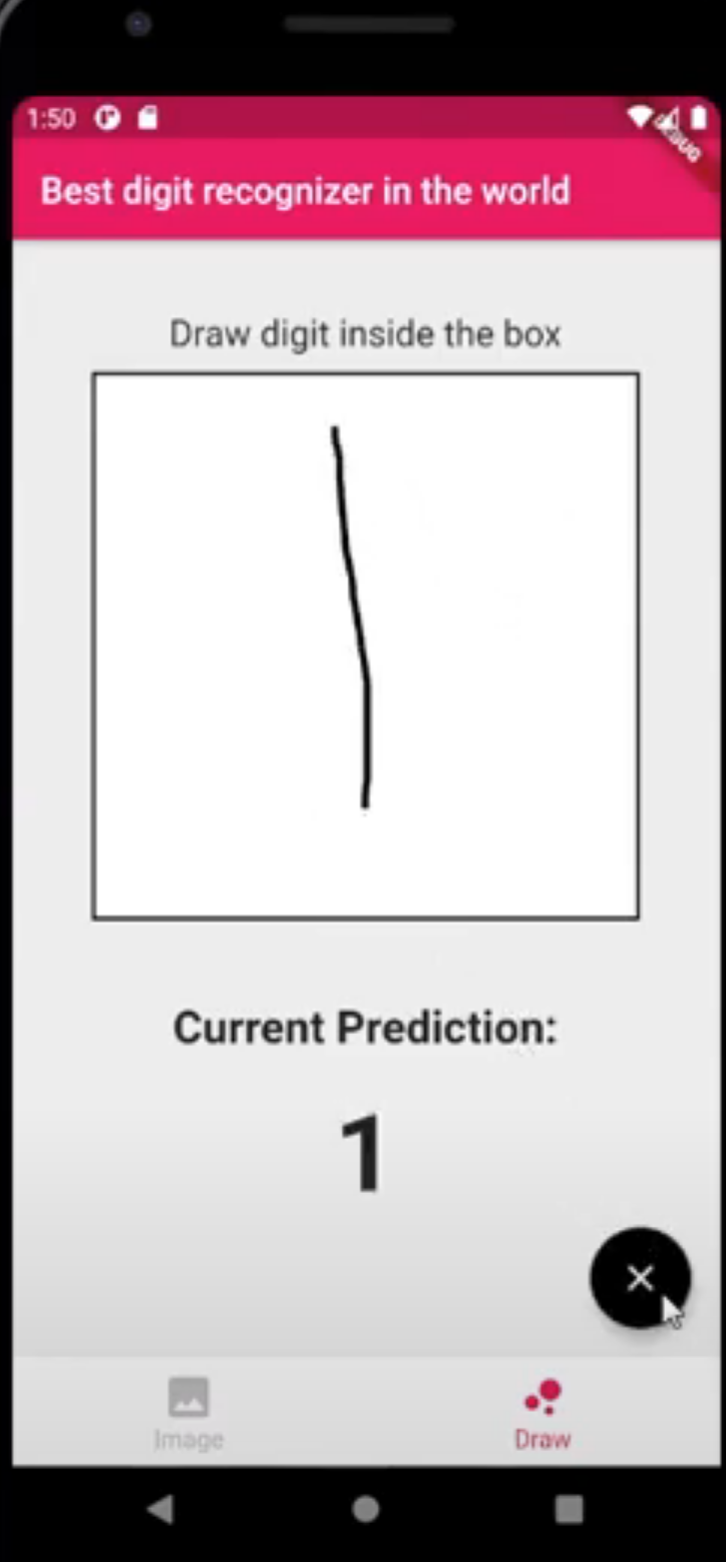 1:50
DEBUG
Best digit recognizer in the world
Draw digit inside the box
Current Prediction:
1
Image
Draw